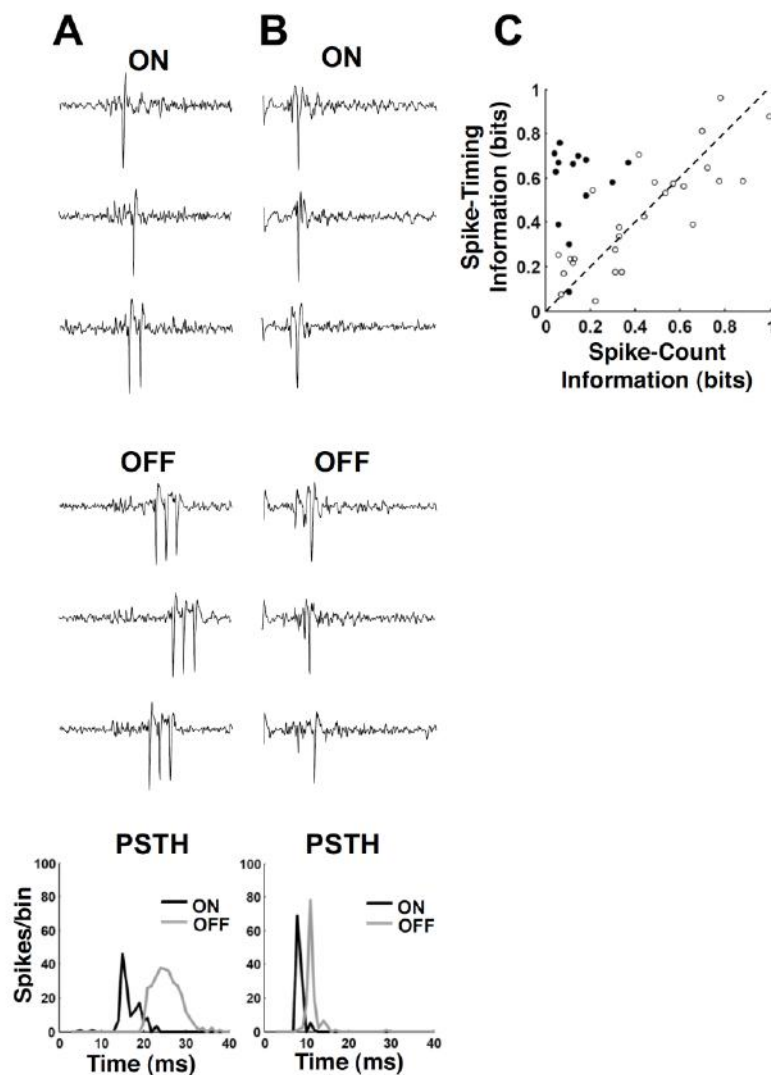 A
ON
OFF
PSTH
Spikes/bin
100
80
60
40
20
0
ON
OFF
0 10 20 30 40
Time (ms)
B
ON
OFF
PSTH
100
80
60
40
20
0
ON
OFF
0 10 20 30 40
Time (ms)
C
Spike-Timing
Information (bits)
1
0.8
0.6
0.4
0.2
0
0 0.2 0.4 0.6 0.8 1
Spike-Count
Information (bits)